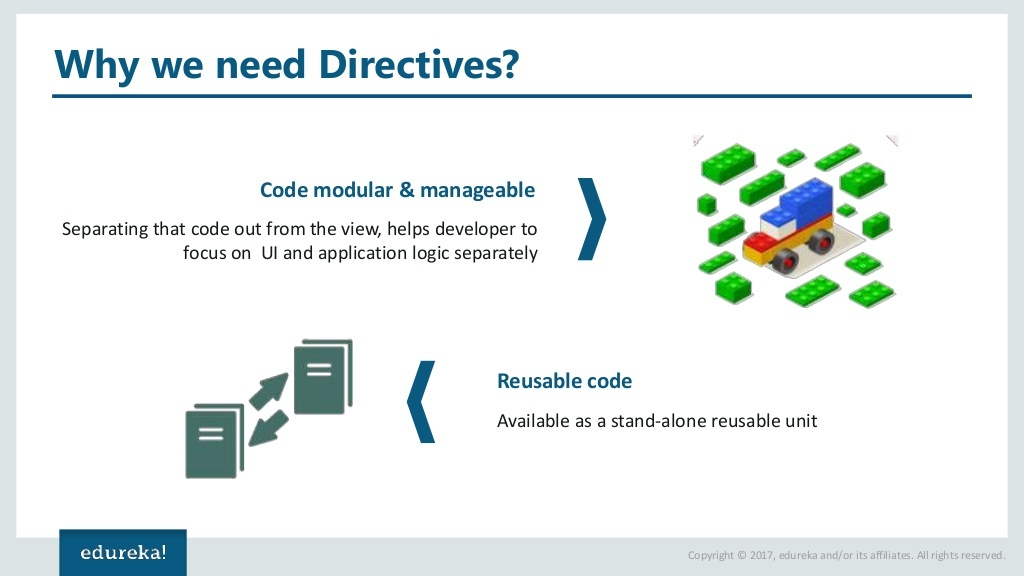 Why we need Directives?
Code modular & manageable
Separating that code out from the view, helps developer to
focus on  UI and application logic separately
Reusable code
Available as a stand-alone reusable unit
edureka!
Copyright © 2017, edureka and/or its affiliates. All rights reserved.